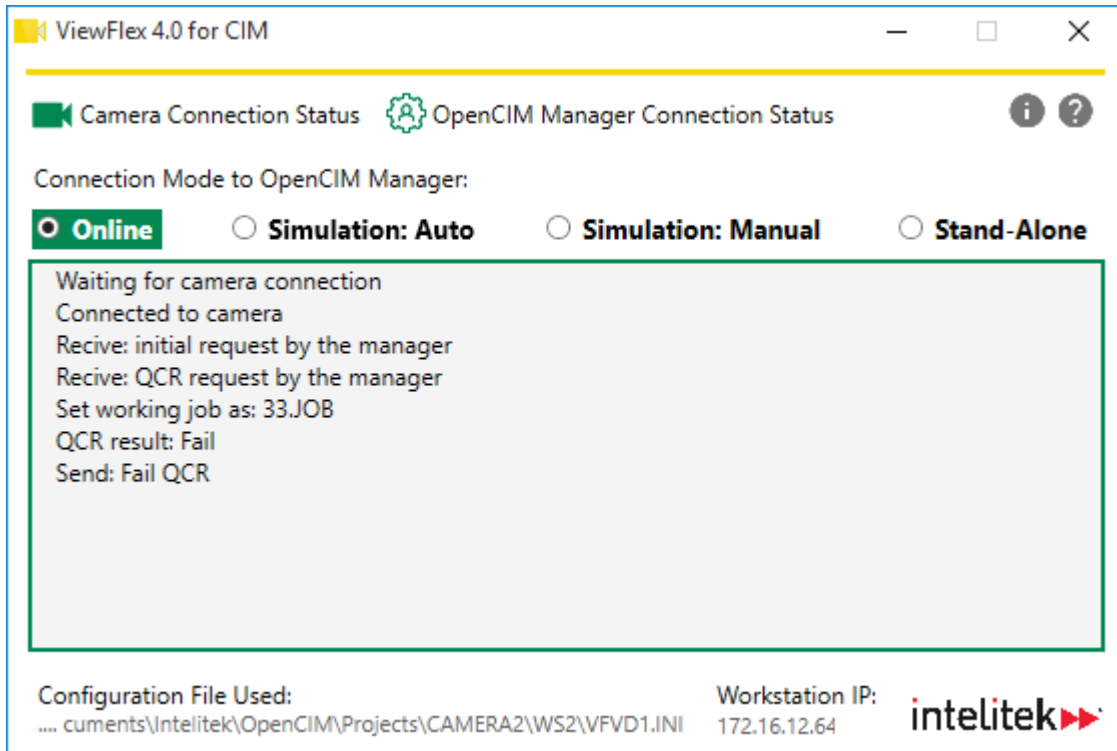 ViewFlex 4.0 for CIM
Camera Connection Status OpenCIM Manager Connection Status
Connection Mode to OpenCIM Manager:
Online Simulation: Auto Simulation: Manual Stand-Alone
Waiting for camera connection
Connected to camera
Recive: initial request by the manager
Recive: QCR request by the manager
Set working job as: 33.JOB
QCR result: Fail
Send: Fail QCR
Configuration File Used: Workstation IP:
.... cuments\Intelitek\OpenCIM\Projects\CAMERA2\WS2\VFVD1.INI 172.16.12.64
intelitek